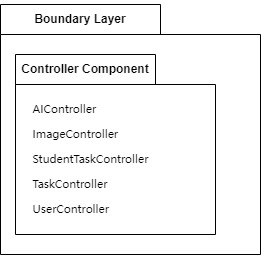 Boundary Layer
Controller Component
AIController
ImageController
StudentTaskController
TaskController
UserController